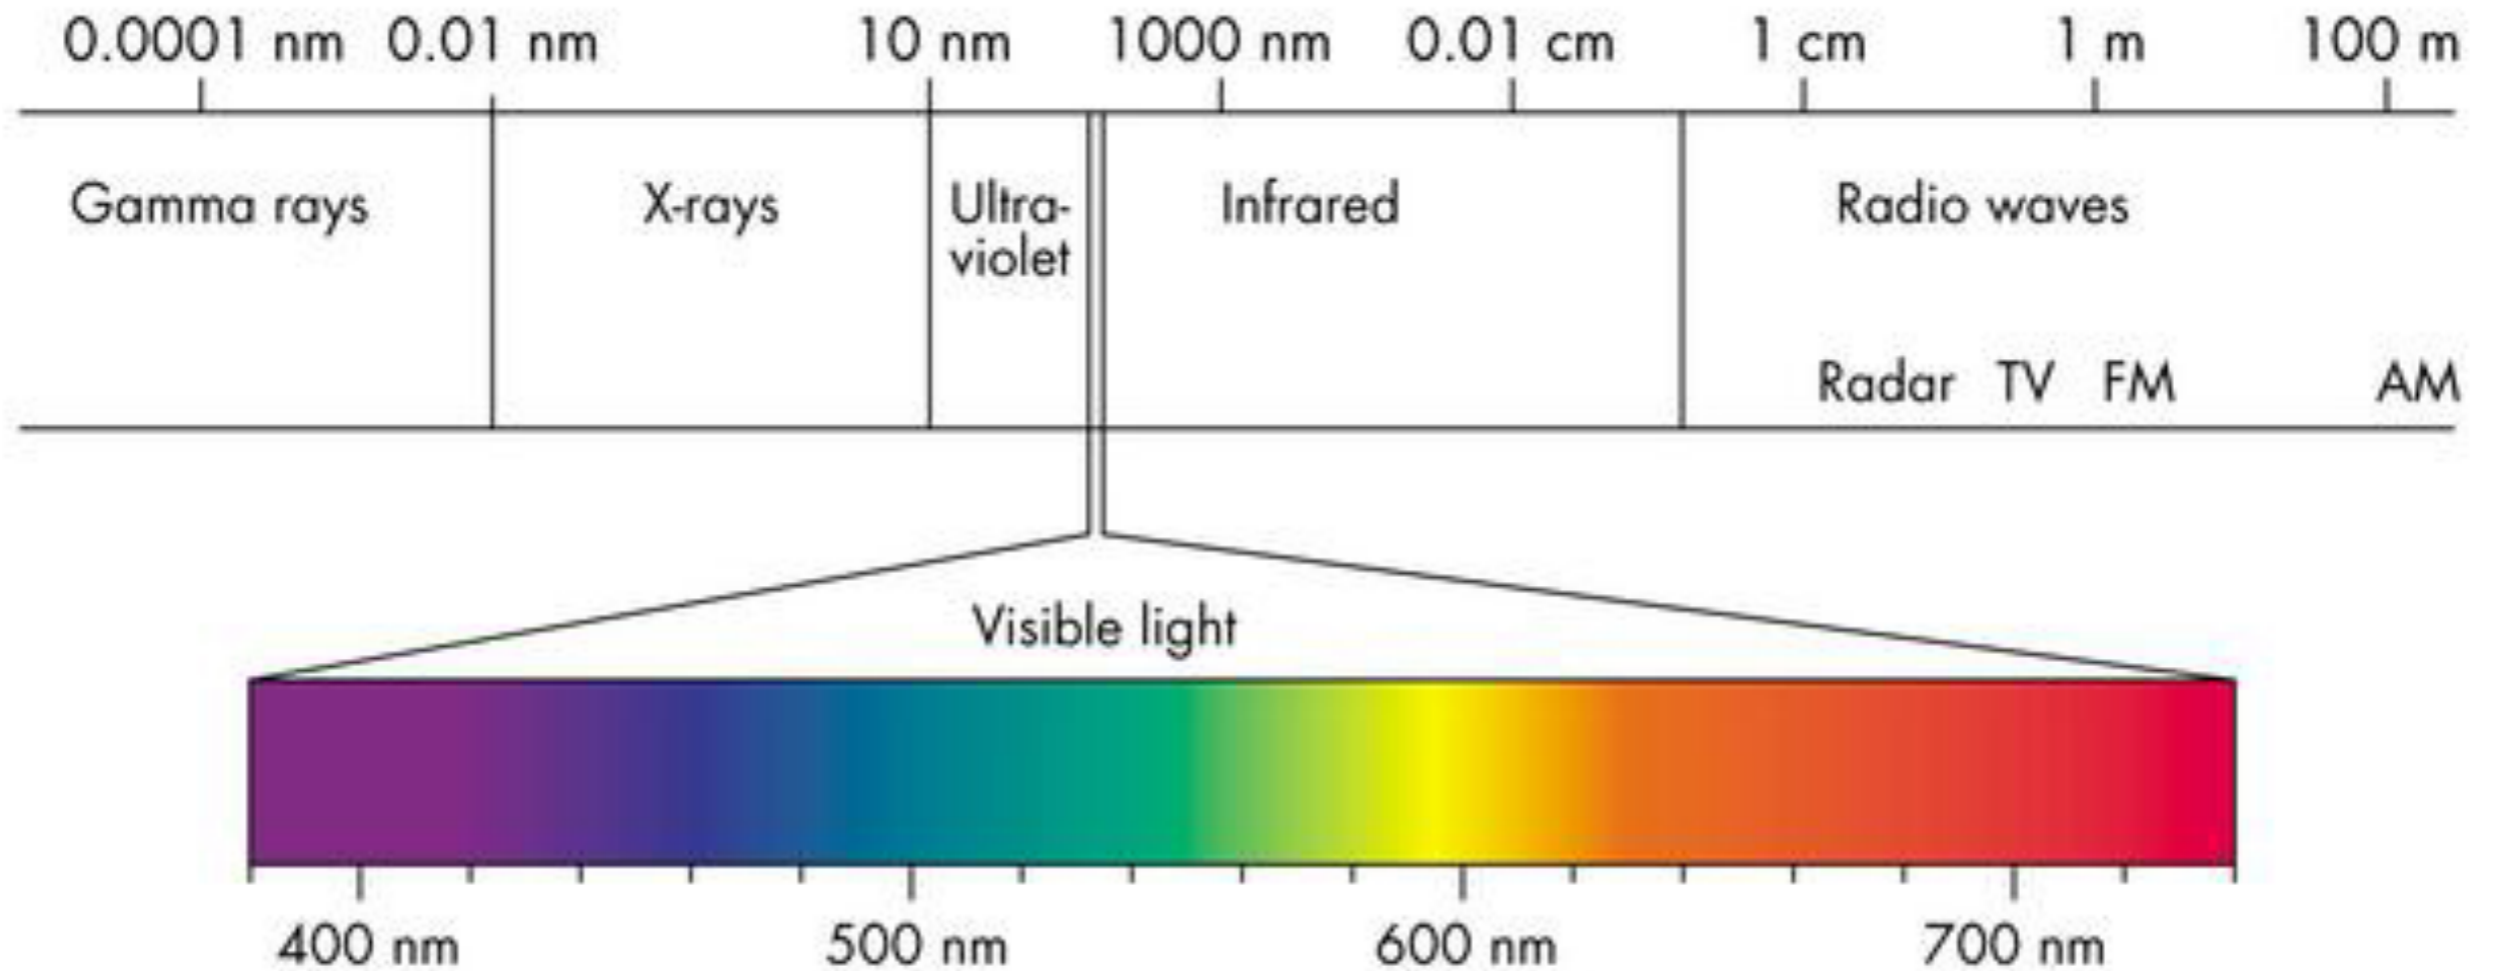 0.0001 nm 0.01 nm 10 nm 1000 nm 0.01 cm 1 cm 1 m 100 m
Gamma rays X-rays Ultra- Infrared Radio waves
violet
Radar TV FM AM
Visible light
400 nm 500 nm 600 nm 700 nm